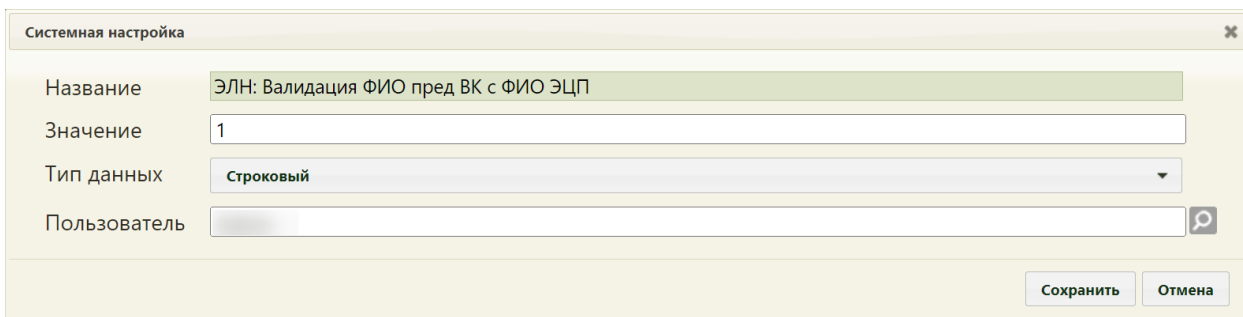 Системная настройка
Название ЭЛН: Валидация ФИО пред ВК с ФИО ЭЦП
Значение 1
Тип данных Строковый
Пользователь
Сохранить Отмена